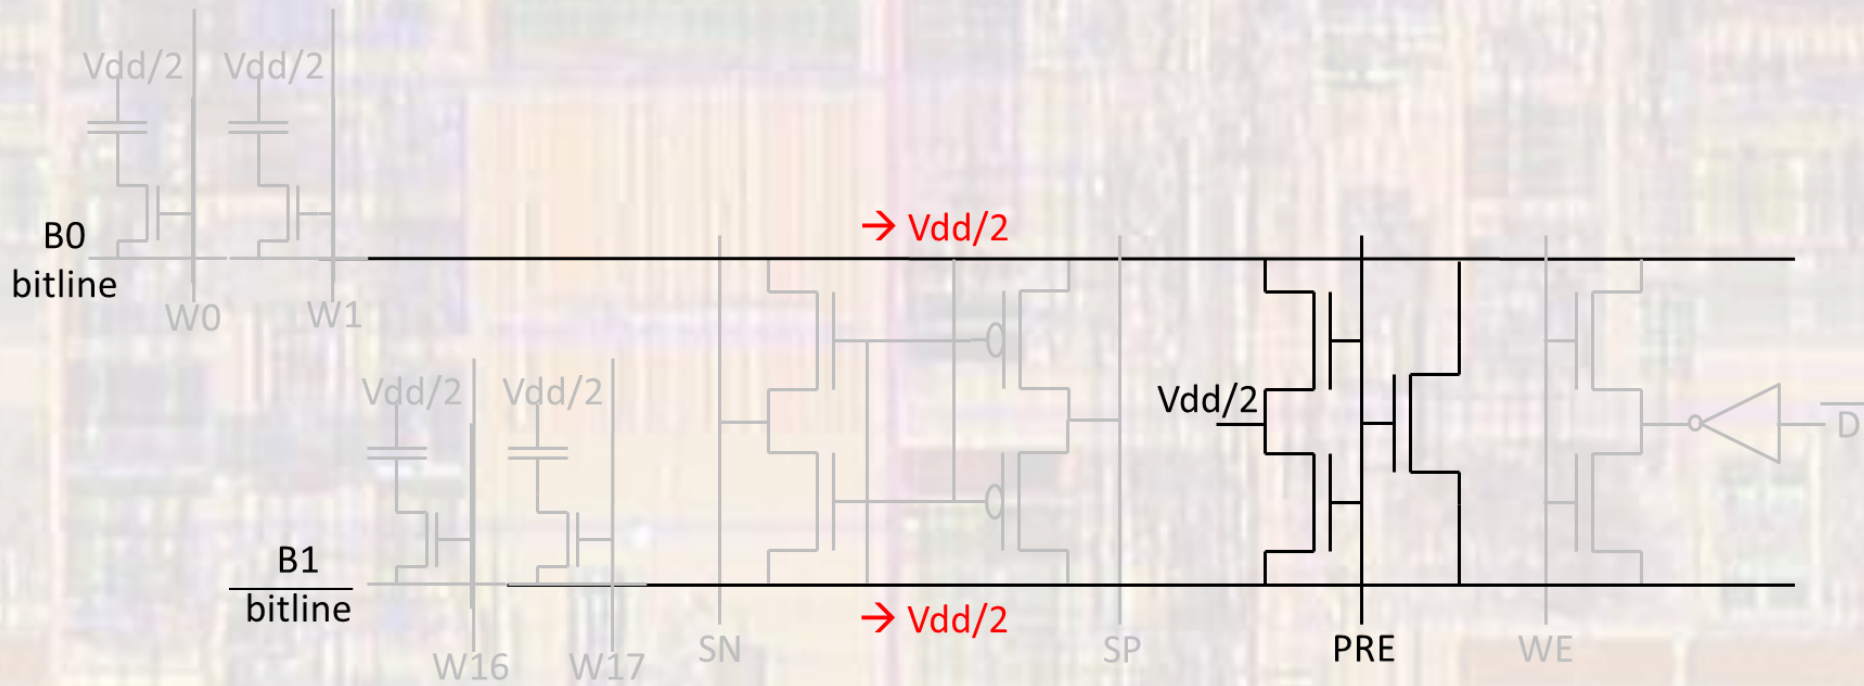 Vdd/2 Vdd/2
B0
bitline
W0 W1
→ Vdd/2
Vdd/2 Vdd/2
Vdd/2
D
B1
bitline
→ Vdd/2
W16 W17 SN SP PRE WE